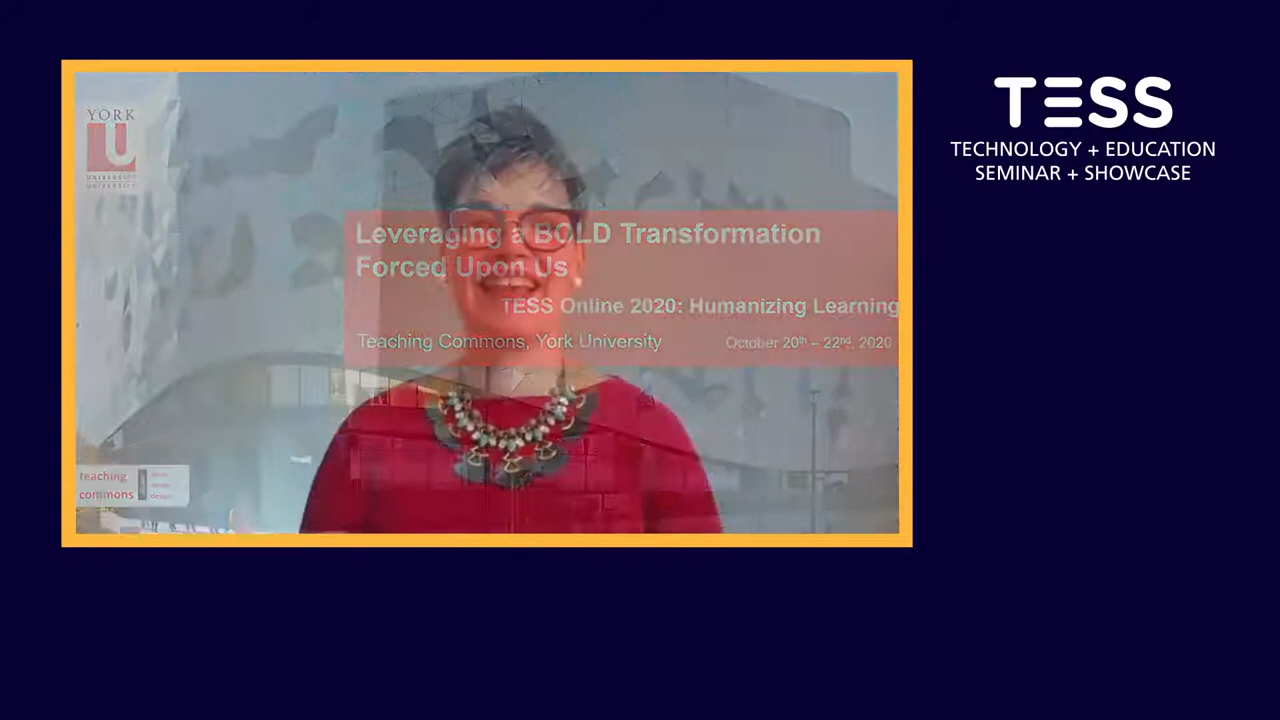 YORK
U
UNIVERSITY
UNIVERSITY
Leveraging a BOLD Transformation
Forced Upon Us
TESS Online 2020: Humanizing Learning
Teaching Commons, York University
October 20th – 22nd, 2020
teaching
commons
TESS
TECHNOLOGY + EDUCATION
SEMINAR + SHOWCASE